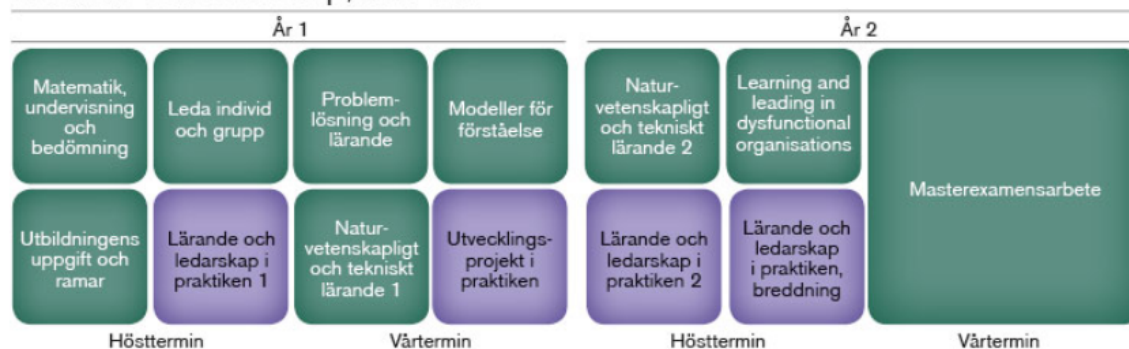 År 1
År 2
Matematik,
undervisning
och
bedömning
Leda individ
och grupp
Problem-
lösning och
lärande
Modeller för
förståelse
Natur-
vetenskapligt
och tekniskt
lärande 2
Learning and
leading in
dysfunctional
organisations
Masterexamensarbete
Utbildningens
uppgift och
ramar
Lärande och
ledarskap i
praktiken 1
Natur-
vetenskapligt
och tekniskt
lärande 1
Utvecklings-
projekt i
praktiken
Lärande och
ledarskap i
praktiken 2
Lärande och
ledarskap
i praktiken,
breddning
Hösttermin
Vårtermin
Hösttermin
Vårtermin